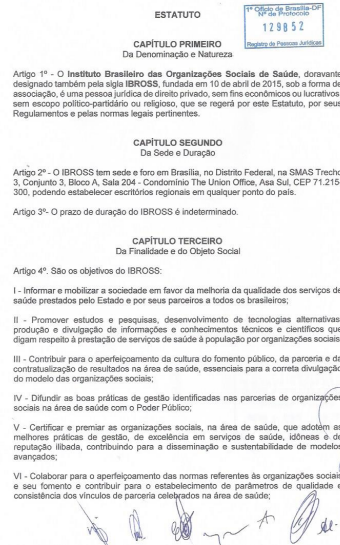 ESTATUTO
1º Ofício de Brasília-DF
Nº de Protocolo
129852
Registro de Pessoas Jurídicas
CAPÍTULO PRIMEIRO
Da Denominação e Natureza
Artigo 1º - O Instituto Brasileiro das Organizações Sociais de Saúde, doravante
designado também pela sigla IBROSS, fundada em 10 de abril de 2015, sob a forma de
associação, é uma pessoa jurídica de direito privado, sem fins econômicos ou lucrativos,
sem escopo político-partidário ou religioso, que se regerá por este Estatuto, por seus
Regulamentos e pelas normas legais pertinentes.
CAPÍTULO SEGUNDO
Da Sede e Duração
Artigo 2º - O IBROSS tem sede e foro em Brasília, no Distrito Federal, na SMAS Trecho
3, Conjunto 3, Bloco A, Sala 204 - Condomínio The Union Office, Asa Sul, CEP 71.215-
300, podendo estabelecer escritórios regionais em qualquer ponto do país.
Artigo 3º- O prazo de duração do IBROSS é indeterminado.
CAPÍTULO TERCEIRO
Da Finalidade e do Objeto Social
Artigo 4º. São os objetivos do IBROSS:
I - Informar e mobilizar a sociedade em favor da melhoria da qualidade dos serviços de
saúde prestados pelo Estado e por seus parceiros a todos os brasileiros;
II - Promover estudos e pesquisas, desenvolvimento de tecnologias alternativas,
produção e divulgação de informações e conhecimentos técnicos e científicos que
digam respeito à prestação de serviços de saúde à população por organizações sociais;
III - Contribuir para o aperfeiçoamento da cultura do fomento público, da parceria e da
contratualização de resultados na área de saúde, essenciais para a correta divulgação
do modelo das organizações sociais;
IV - Difundir as boas práticas de gestão identificadas nas parcerias de organizações
sociais na área de saúde com o Poder Público;
V - Certificar e premiar as organizações sociais, na área de saúde, que adotem as
melhores práticas de gestão, de excelência em serviços de saúde, idôneas e de
reputação ilibada, contribuindo para a disseminação e sustentabilidade de modelos
avançados;
VI - Colaborar para o aperfeiçoamento das normas referentes às organizações sociais
e seu fomento e contribuir para o estabelecimento de parâmetros de qualidade e
consistência dos vínculos de parceria celebrados na área de saúde;